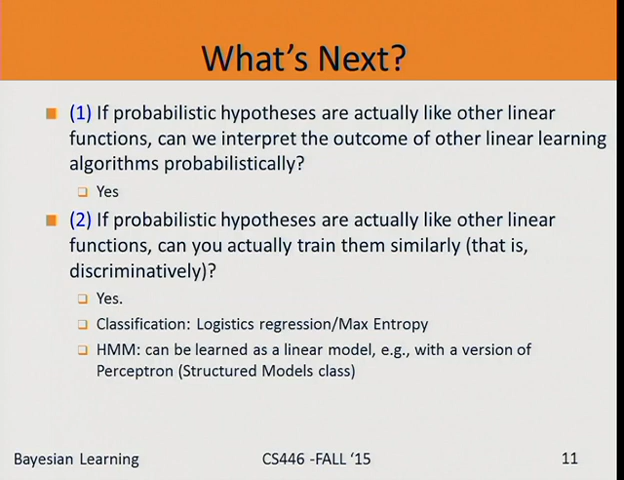 What's Next?
(1) If probabilistic hypotheses are actually like other linear
functions, can we interpret the outcome of other linear learning
algorithms probabilistically?
Yes
(2) If probabilistic hypotheses are actually like other linear
functions, can you actually train them similarly (that is,
discriminatively)?
Yes.
Classification: Logistics regression/Max Entropy
HMM: can be learned as a linear model, e.g., with a version of
Perceptron (Structured Models class)
Bayesian Learning CS446 -FALL '15 11